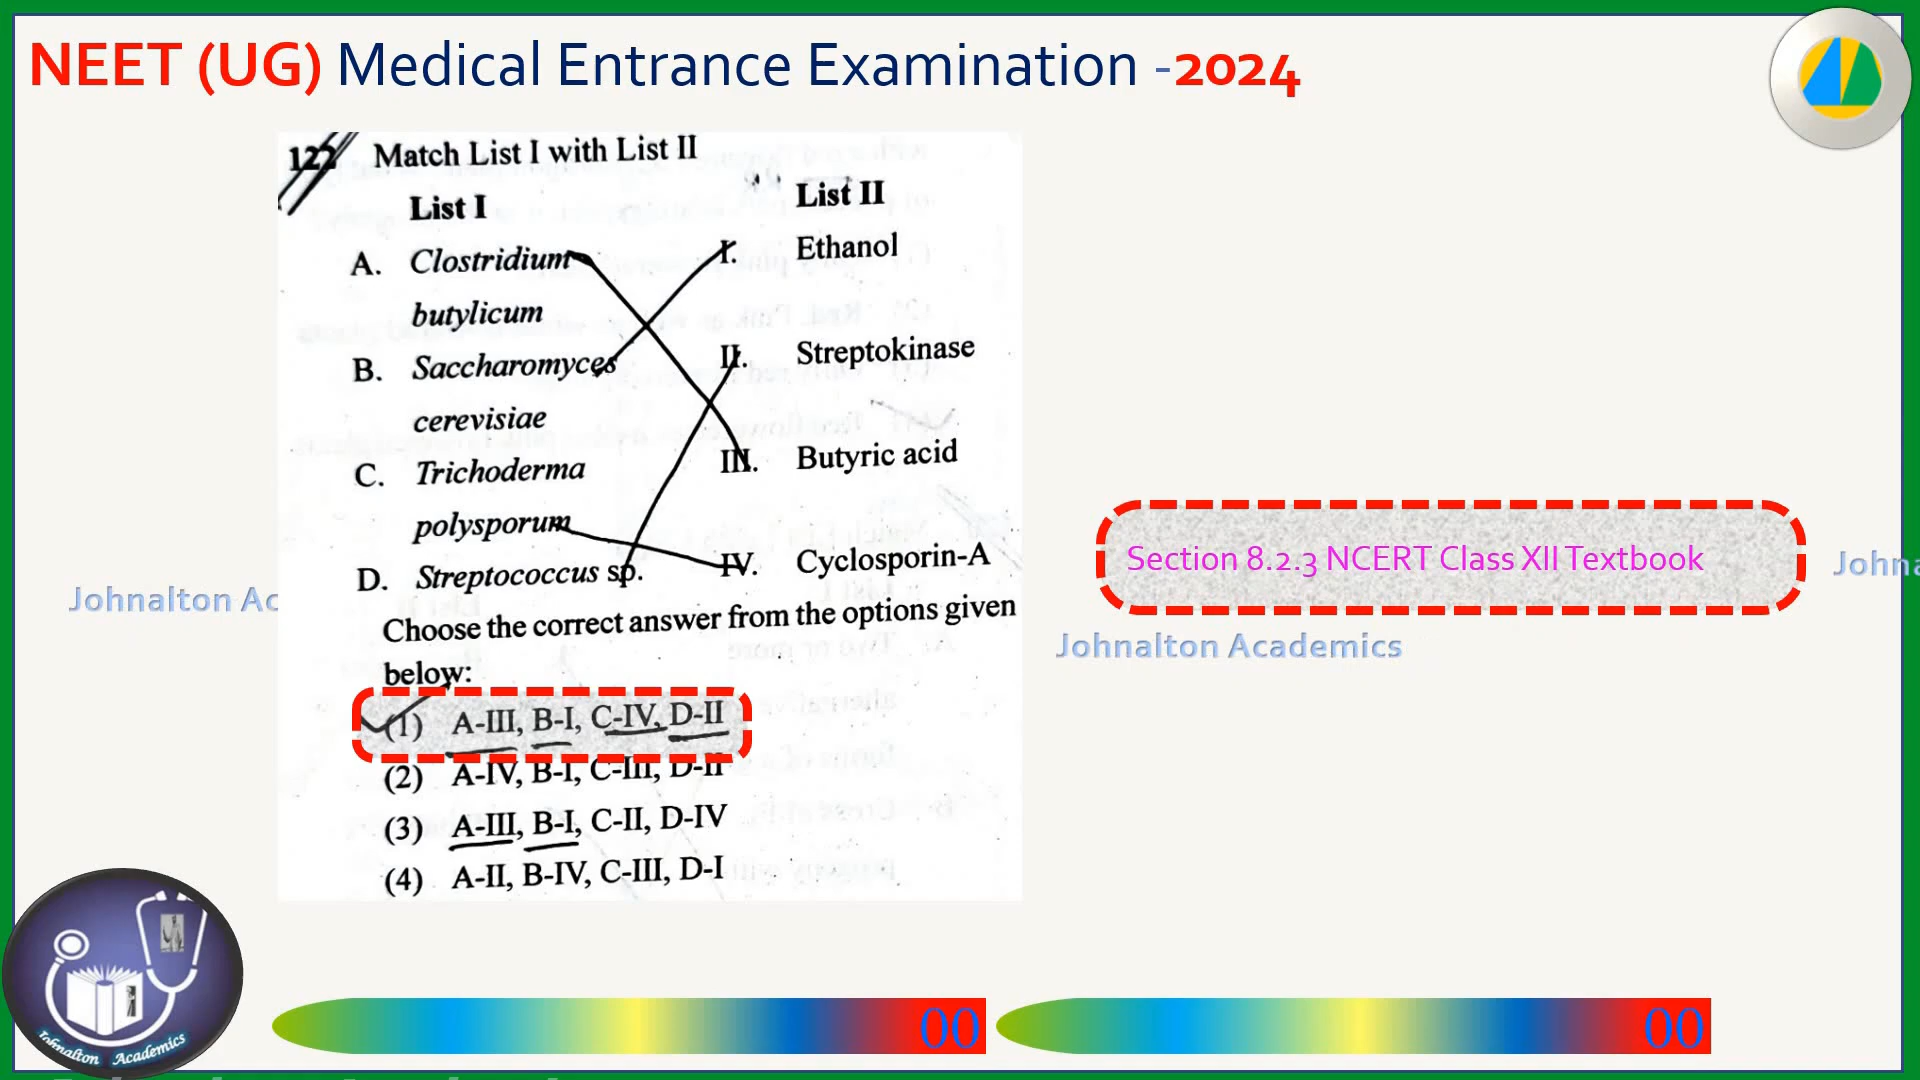 NEET (UG) Medical Entrance Examination -2024
122 Match List I with List II
List I List II
A. Clostridium I. Ethanol
butylicum
B. Saccharomyces II. Streptokinase
cerevisiae
C. Trichoderma III. Butyric acid
polysporum
D. Streptococcus sp. IV. Cyclosporin-A
Choose the correct answer from the options given
below:
(1) A-III, B-I, C-IV, D-II
(2) A-IV, B-I, C-III, D-II
(3) A-III, B-I, C-II, D-IV
(4) A-II, B-IV, C-III, D-I
Section 8.2.3 NCERT Class XII Textbook
Johnalton Ac
Johna
Johnalton Academics
Johnalton Academics
00 00